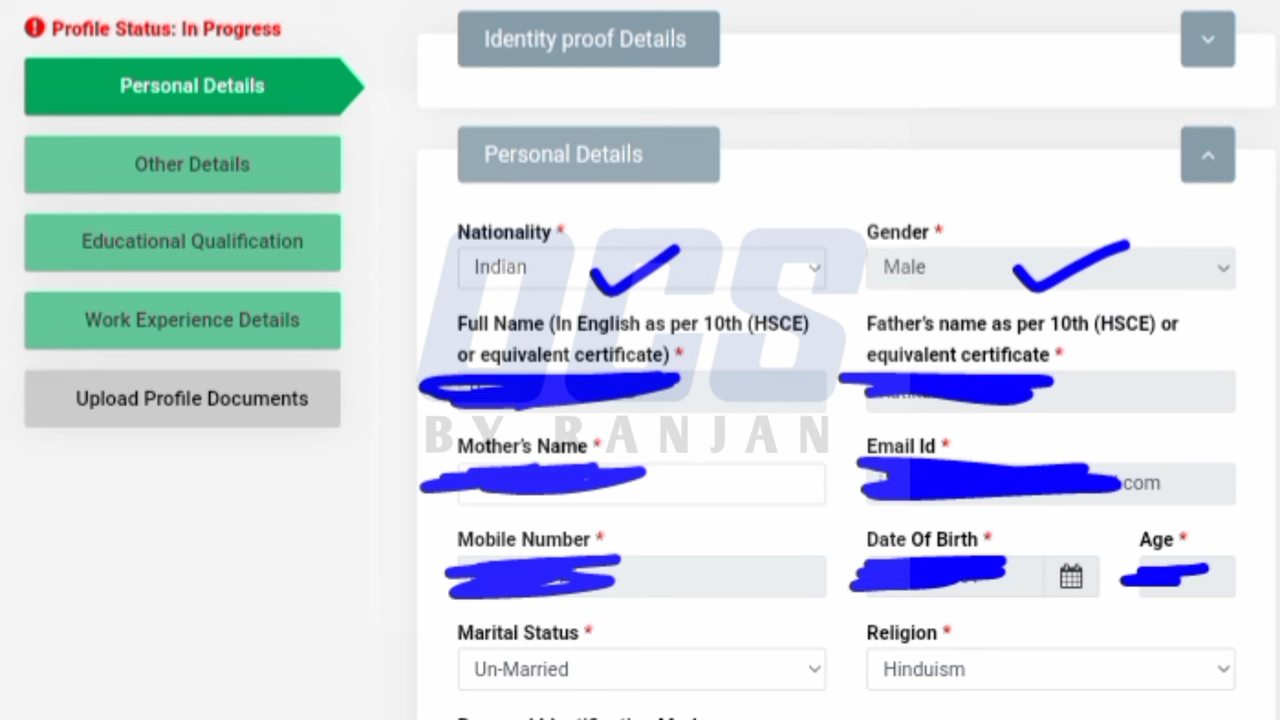 Profile Status: In Progress
Personal Details
Other Details
Educational Qualification
Work Experience Details
Upload Profile Documents
Identity proof Details
Personal Details
Nationality * Gender *
Indian Male
Full Name (In English as per 10th (HSCE) Father's name as per 10th (HSCE) or
or equivalent certificate) * equivalent certificate *
BY RANJAN
Mother's Name * Email Id *
.com
Mobile Number * Date Of Birth * Age *
Marital Status * Religion *
Un-Married Hinduism